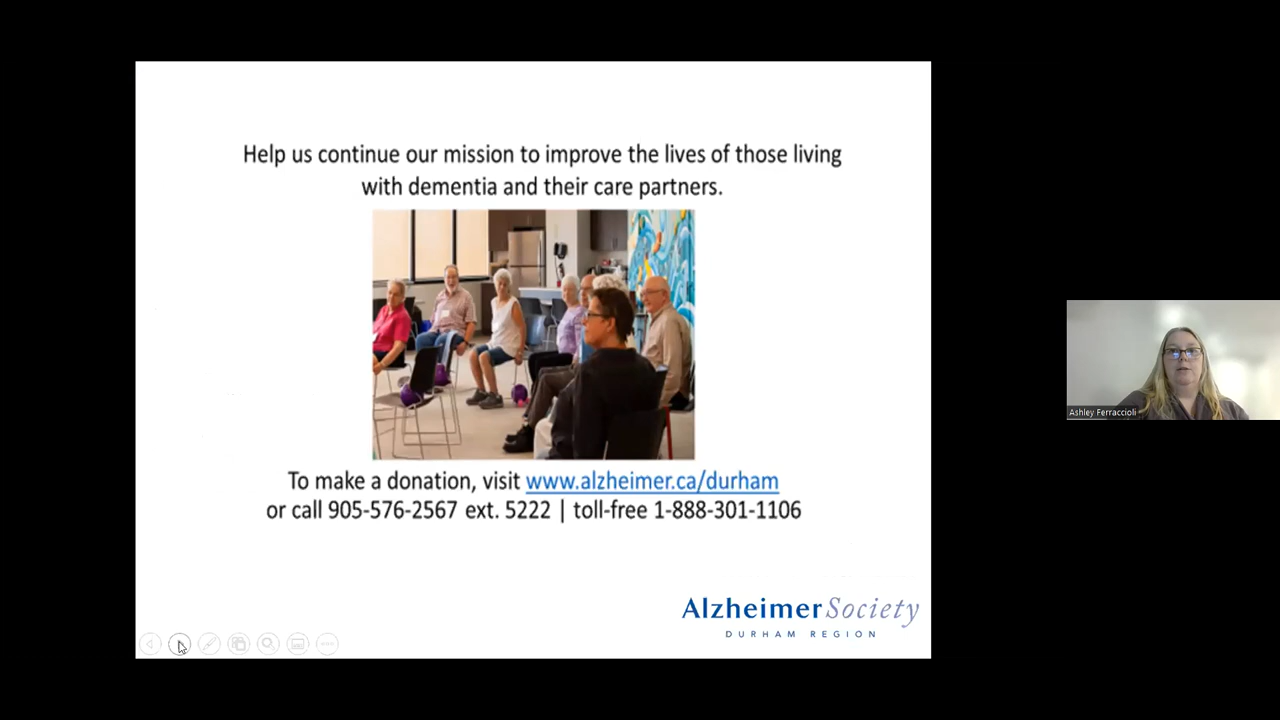 Help us continue our mission to improve the lives of those living
with dementia and their care partners.
To make a donation, visit www.alzheimer.ca/durham
or call 905-576-2567 ext. 5222 | toll-free 1-888-301-1106
Alzheimer Society
DURHAM REGION
Ashley Ferraccioli